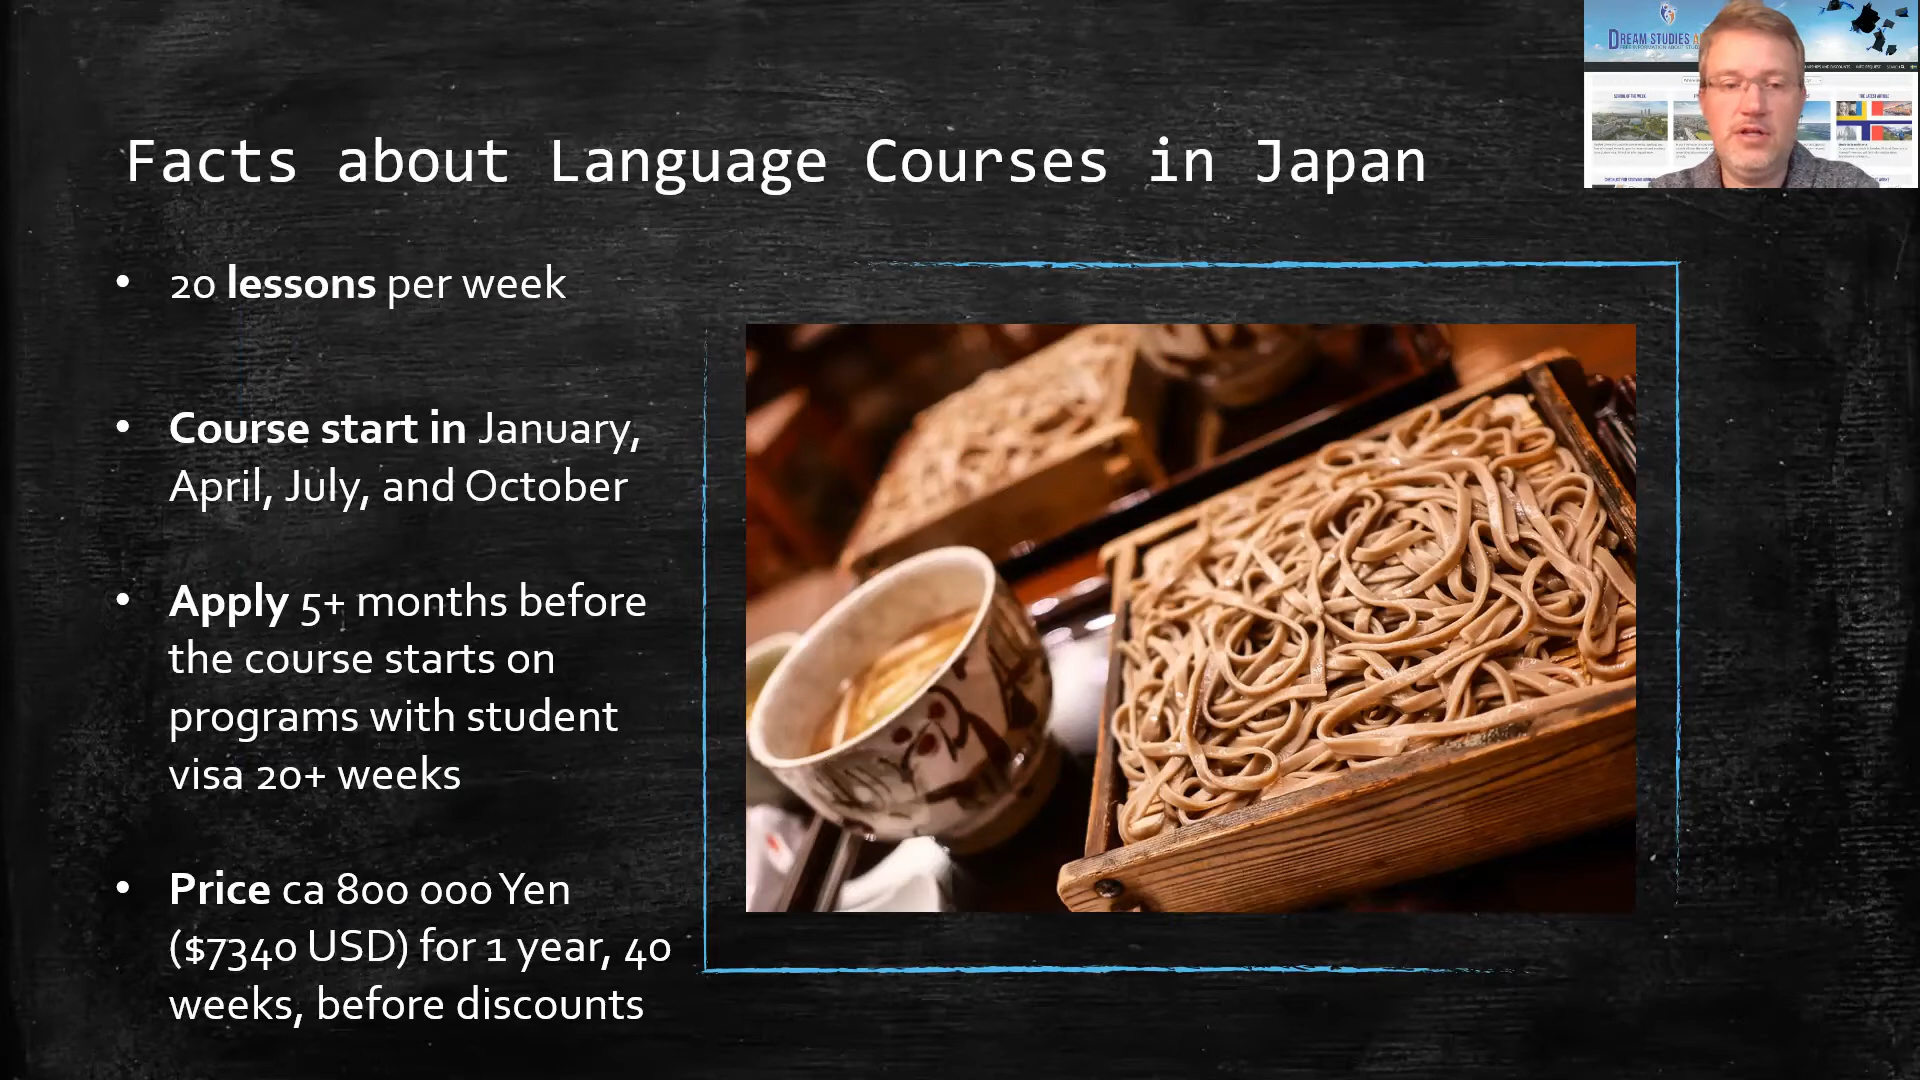 DREAM STUDIES
Facts about Language Courses in Japan
• 20 lessons per week
• Course start in January,
April, July, and October
• Apply 5+ months before
the course starts on
programs with student
visa 20+ weeks
• Price ca 800 000 Yen
($7340 USD) for 1 year, 40
weeks, before discounts